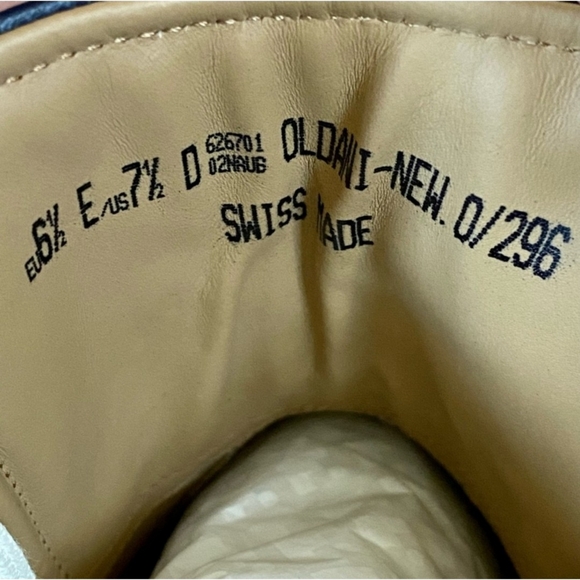 EU6½ E/US7½ D 626701 OLDANI-NEW.0/296
02NAUG
SWISS MADE